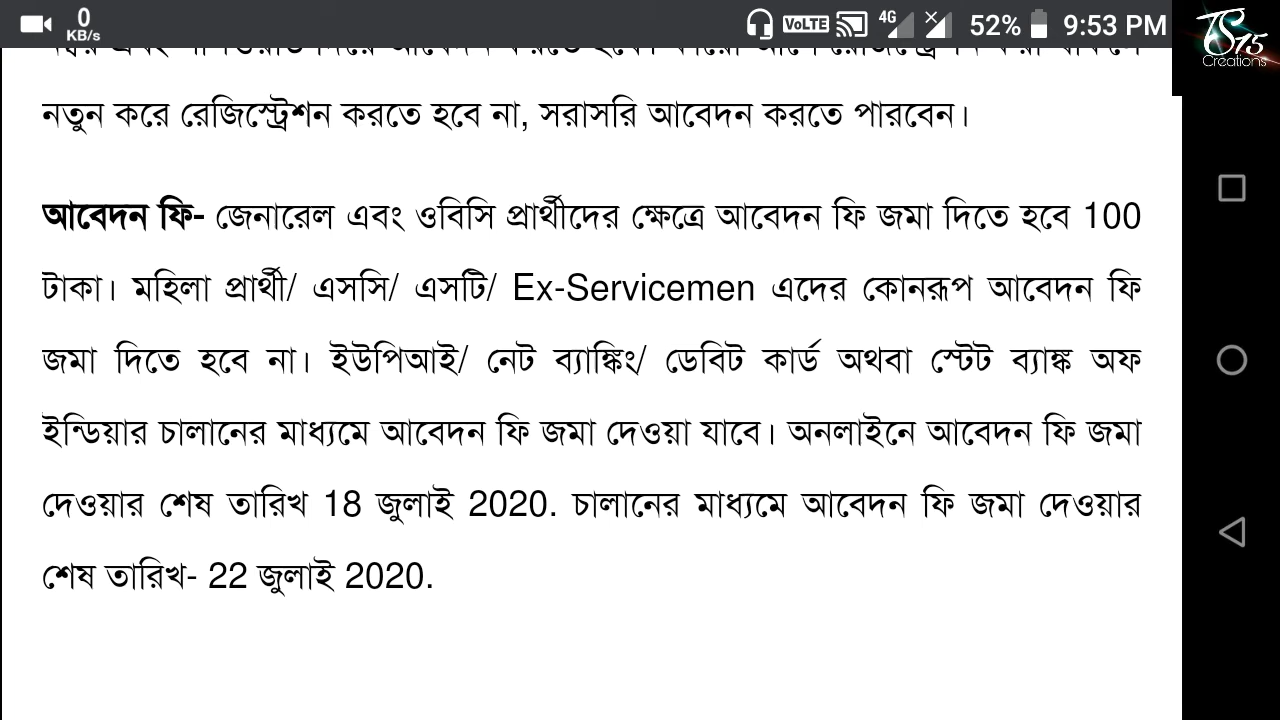 0
KB/s
VoLTE
4G
52%
9:53 PM
TS75
Creations
নতুন করে রেজিস্ট্রেশন করতে হবে না, সরাসরি আবেদন করতে পারবেন।
আবেদন ফি- জেনারেল এবং ওবিসি প্রার্থীদের ক্ষেত্রে আবেদন ফি জমা দিতে হবে 100
টাকা। মহিলা প্রার্থী/ এসসি/ এসটি/ Ex-Servicemen এদের কোনরূপ আবেদন ফি
জমা দিতে হবে না। ইউপিআই/ নেট ব্যাঙ্কিং/ ডেবিট কার্ড অথবা স্টেট ব্যাঙ্ক অফ
ইন্ডিয়ার চালানের মাধ্যমে আবেদন ফি জমা দেওয়া যাবে। অনলাইনে আবেদন ফি জমা
দেওয়ার শেষ তারিখ 18 জুলাই 2020. চালানের মাধ্যমে আবেদন ফি জমা দেওয়ার
শেষ তারিখ- 22 জুলাই 2020.